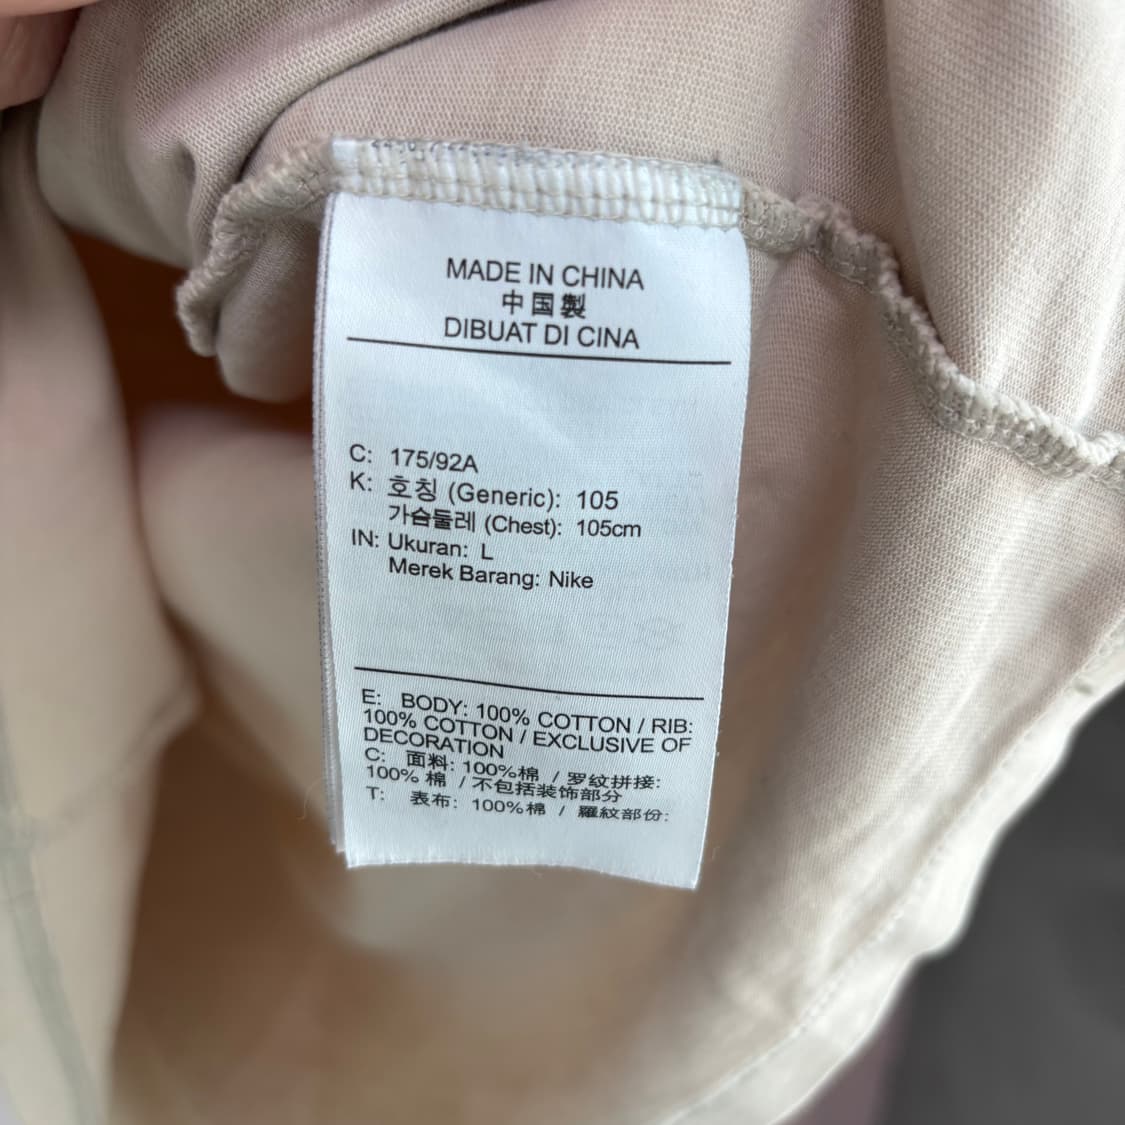 MADE IN CHINA
中国製
DIBUAT DI CINA
C: 175/92A
K: 호칭 (Generic): 105
가슴둘레 (Chest): 105cm
IN: Ukuran: L
Merek Barang: Nike
E: BODY: 100% COTTON / RIB:
100% COTTON / EXCLUSIVE OF
DECORATION
C: 面料: 100%棉 / 罗纹拼接:
100% 棉 / 不包括装饰部分
T: 表布: 100%棉 / 羅紋部份: